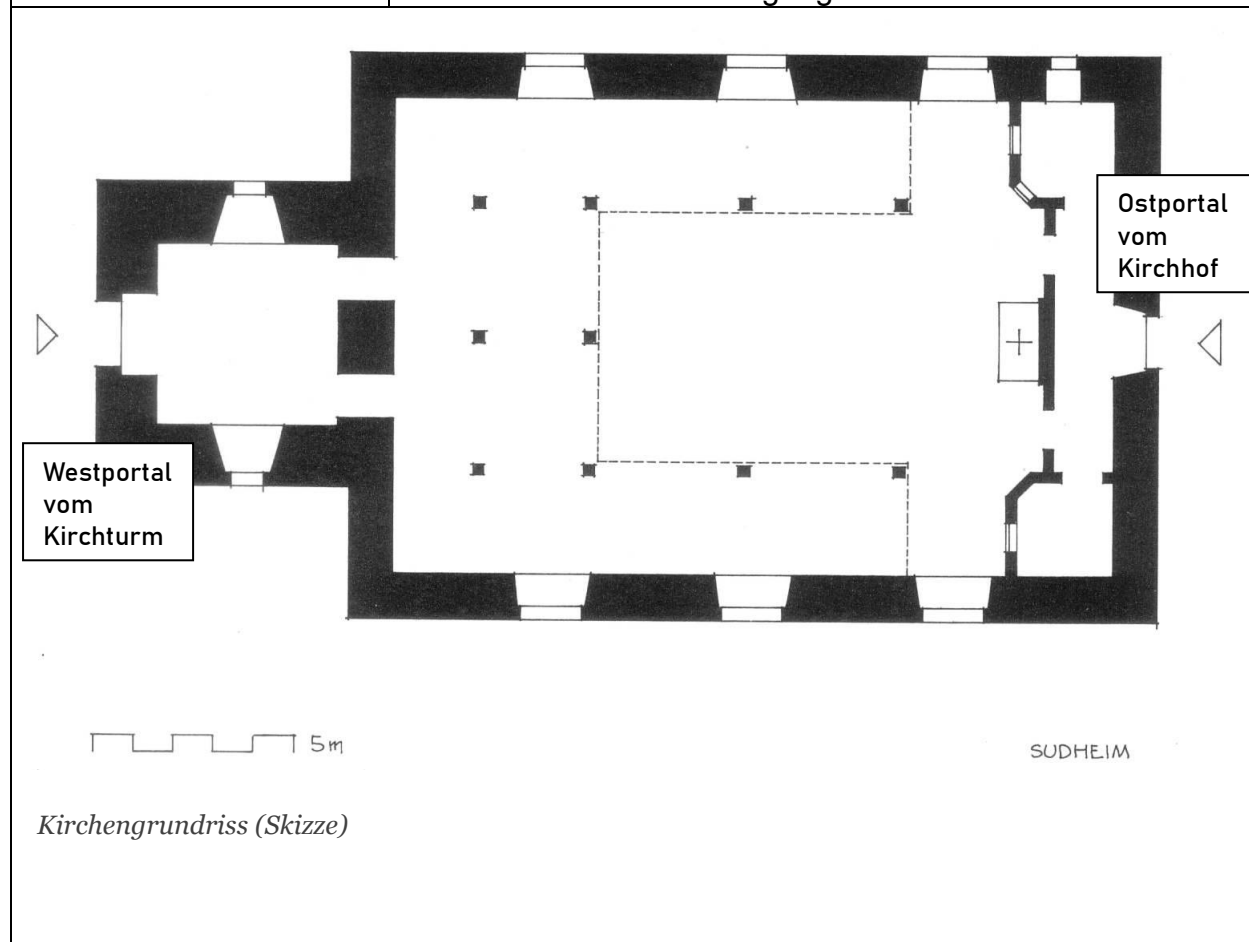 Ostportal
vom
Kirchhof
Westportal
vom
Kirchturm
5m
SUDHEIM
Kirchengrundriss (Skizze)